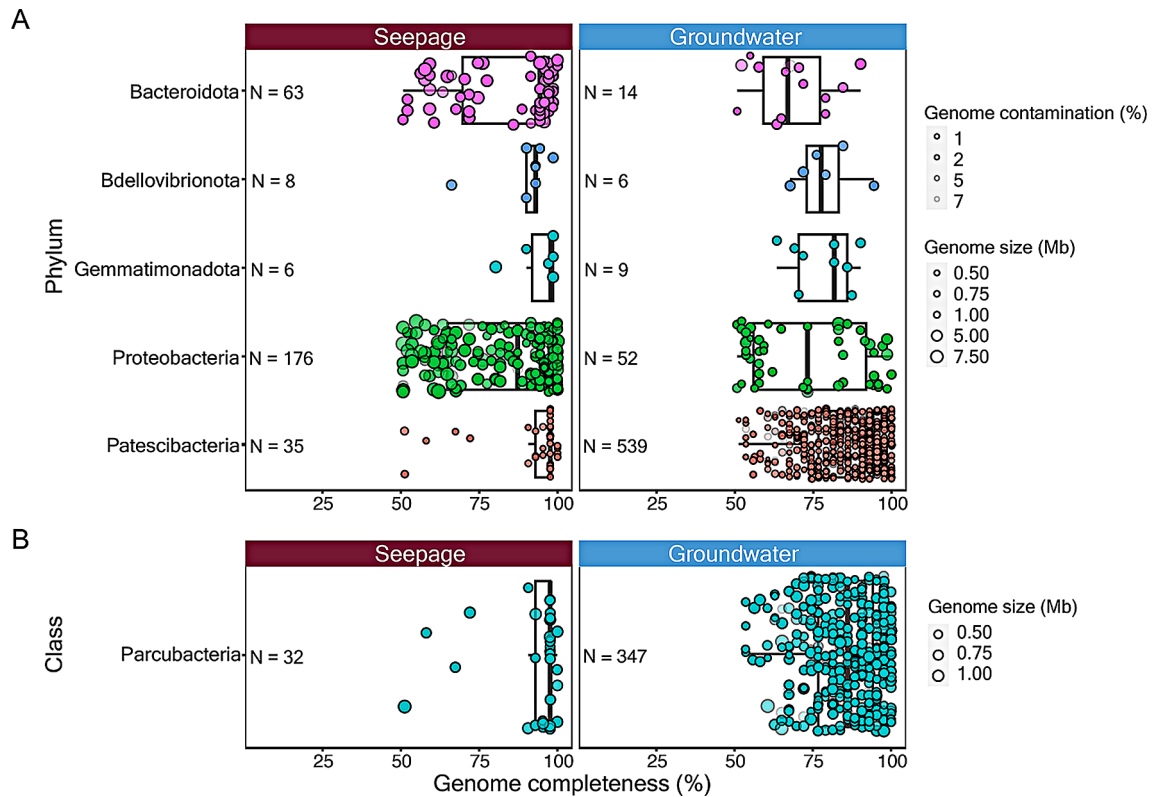 A
Seepage
Groundwater
Phylum
Bacteroidota
N = 63
N = 14
Bdellovibrionota
N = 8
N = 6
Gemmatimonadota
N = 6
N = 9
Proteobacteria
N = 176
N = 52
Patescibacteria
N = 35
N = 539
25 50 75 100
25 50 75 100
Genome contamination (%)
1
2
5
7
Genome size (Mb)
0.50
0.75
1.00
5.00
7.50
B
Seepage
Groundwater
Class
Parcubacteria
N = 32
N = 347
25 50 75 100
25 50 75 100
Genome completeness (%)
Genome size (Mb)
0.50
0.75
1.00